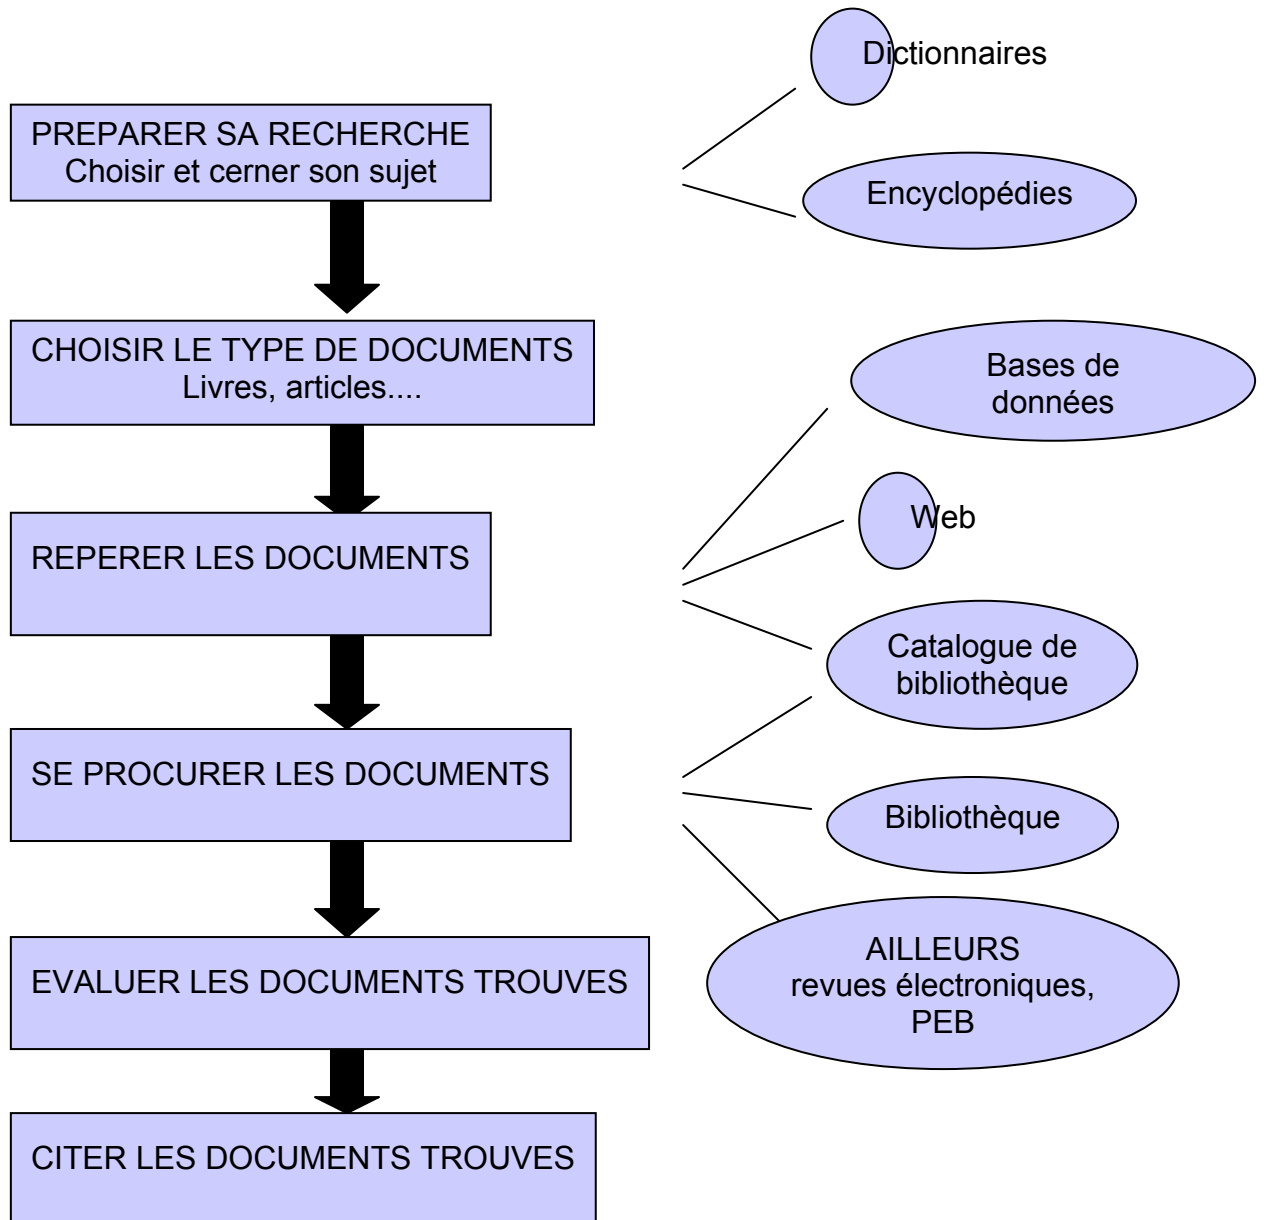 Dictionnaires
PREPARER SA RECHERCHE
Choisir et cerner son sujet
Encyclopédies
CHOISIR LE TYPE DE DOCUMENTS
Livres, articles....
Bases de
données
Web
REPERER LES DOCUMENTS
Catalogue de
bibliothèque
SE PROCURER LES DOCUMENTS
Bibliothèque
AILLEURS
revues électroniques,
PEB
EVALUER LES DOCUMENTS TROUVES
CITER LES DOCUMENTS TROUVES